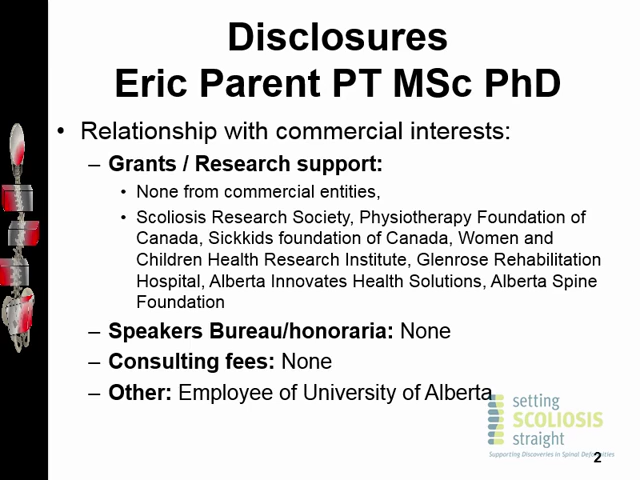 Disclosures
Eric Parent PT MSc PhD
• Relationship with commercial interests:
– Grants / Research support:
• None from commercial entities,
• Scoliosis Research Society, Physiotherapy Foundation of
Canada, Sickkids foundation of Canada, Women and
Children Health Research Institute, Glenrose Rehabilitation
Hospital, Alberta Innovates Health Solutions, Alberta Spine
Foundation
– Speakers Bureau/honoraria: None
– Consulting fees: None
– Other: Employee of University of Alberta
setting
SCOLIOSIS
straight
Supporting Discoveries in Spinal Deformities
2